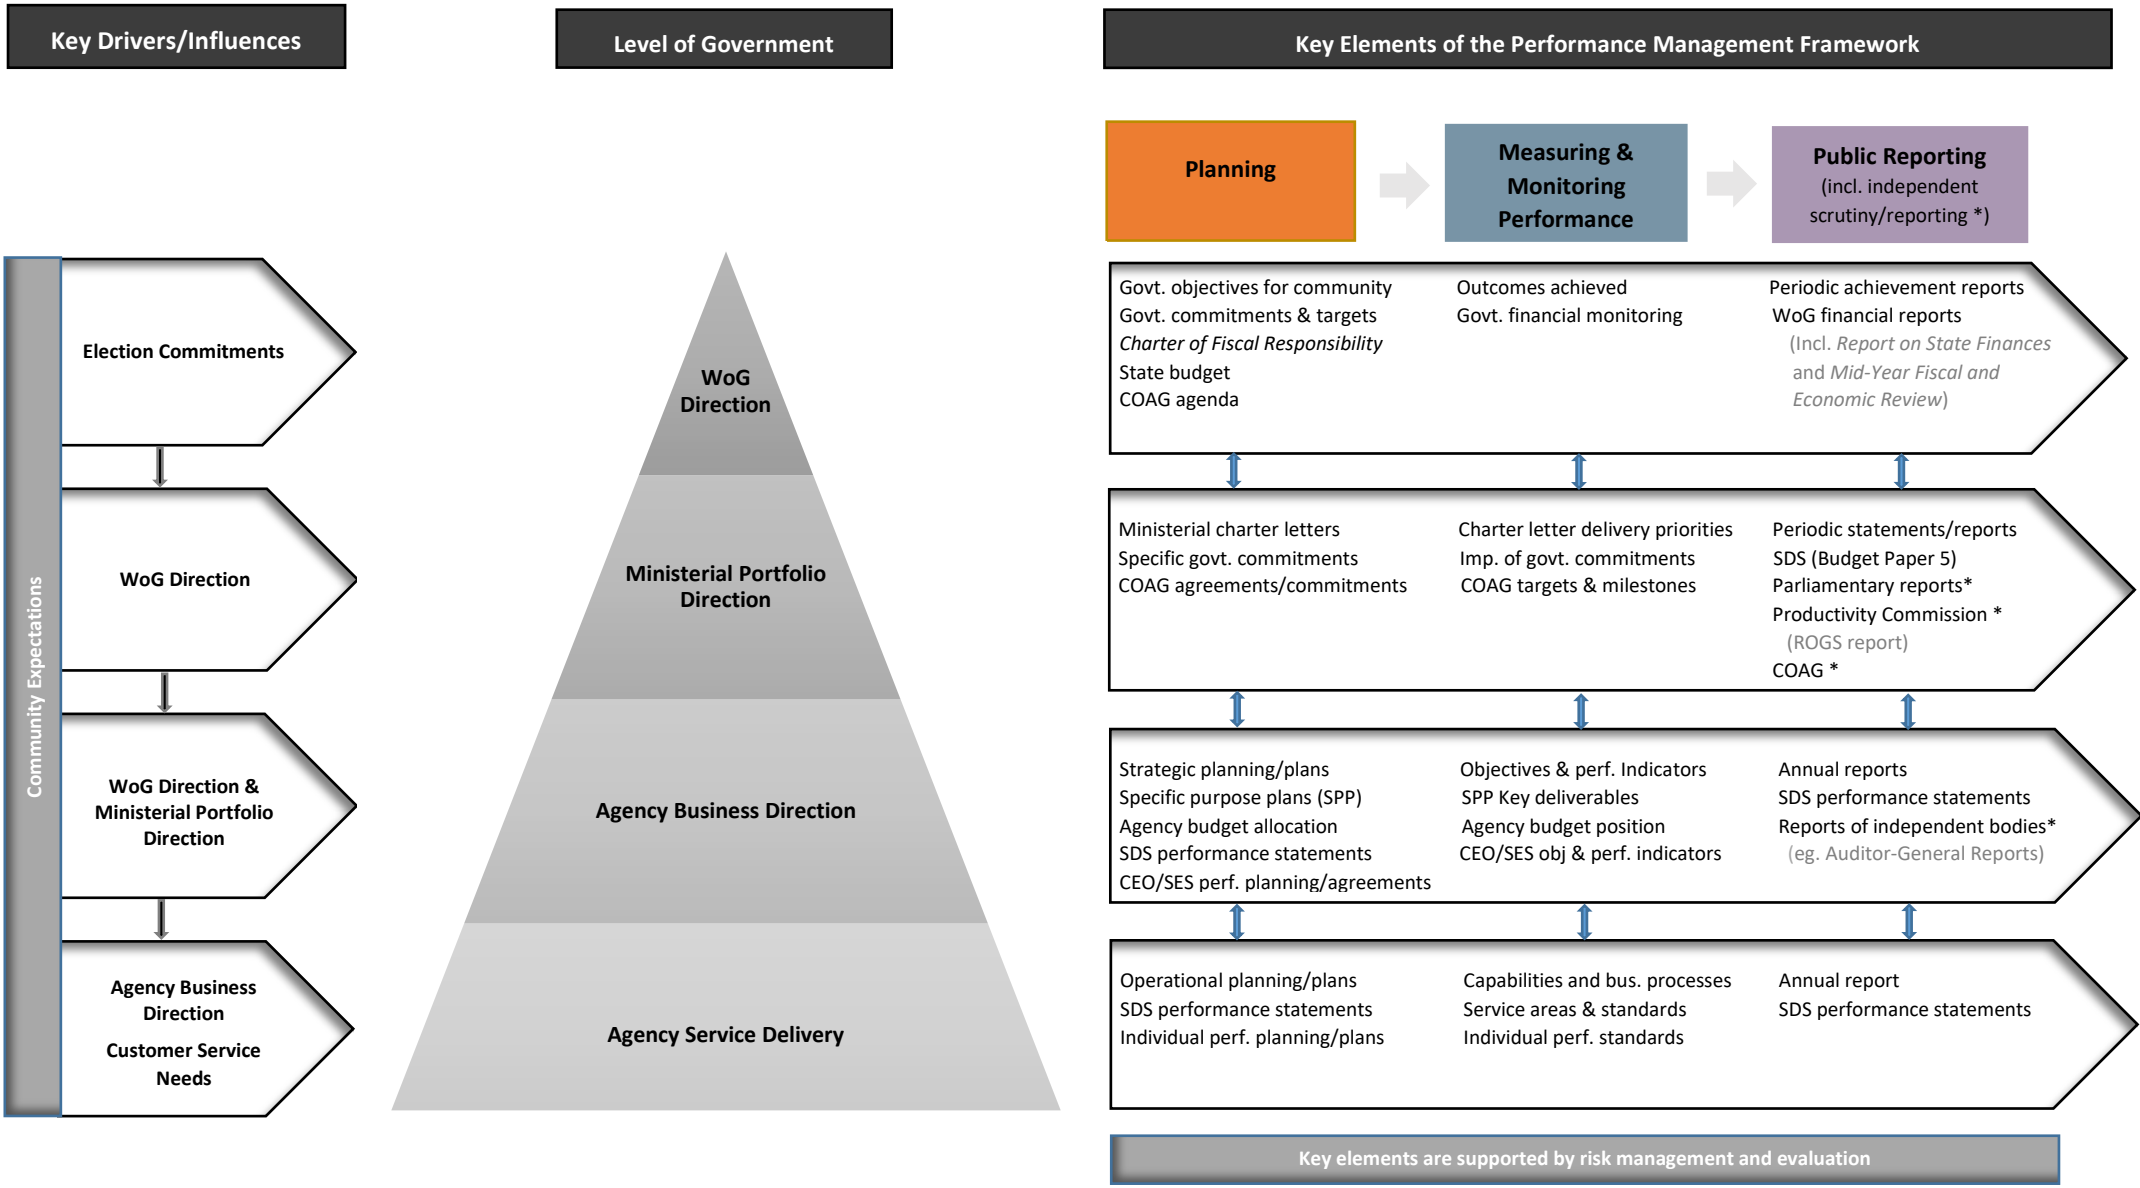 Key Drivers/Influences
Level of Government
Key Elements of the Performance Management Framework
Planning
Measuring &
Monitoring
Performance
Public Reporting
(incl. independent
scrutiny/reporting *)
Community Expectations
Election Commitments
WoG Direction
WoG Direction &
Ministerial Portfolio
Direction
Agency Business
Direction
Customer Service
Needs
WoG
Direction
Ministerial Portfolio
Direction
Agency Business Direction
Agency Service Delivery
Govt. objectives for community
Govt. commitments & targets
Charter of Fiscal Responsibility
State budget
COAG agenda
Outcomes achieved
Govt. financial monitoring
Periodic achievement reports
WoG financial reports
(Incl. Report on State Finances
and Mid-Year Fiscal and
Economic Review)
Ministerial charter letters
Specific govt. commitments
COAG agreements/commitments
Charter letter delivery priorities
Imp. of govt. commitments
COAG targets & milestones
Periodic statements/reports
SDS (Budget Paper 5)
Parliamentary reports*
Productivity Commission *
(ROGS report)
COAG *
Strategic planning/plans
Specific purpose plans (SPP)
Agency budget allocation
SDS performance statements
CEO/SES perf. planning/agreements
Objectives & perf. Indicators
SPP Key deliverables
Agency budget position
CEO/SES obj & perf. indicators
Annual reports
SDS performance statements
Reports of independent bodies*
(eg. Auditor-General Reports)
Operational planning/plans
SDS performance statements
Individual perf. planning/plans
Capabilities and bus. processes
Service areas & standards
Individual perf. standards
Annual report
SDS performance statements
Key elements are supported by risk management and evaluation